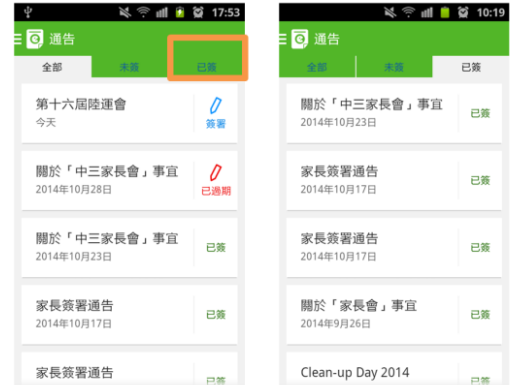 17:53
通告
全部
未簽
已簽
第十六屆陸運會
今天
簽署
關於「中三家長會」事宜
2014年10月28日
已過期
關於「中三家長會」事宜
2014年10月23日
已簽
家長簽署通告
2014年10月17日
已簽
家長簽署通告
已簽
10:19
通告
全部
未簽
已簽
關於「中三家長會」事宜
2014年10月23日
已簽
家長簽署通告
2014年10月17日
已簽
家長簽署通告
2014年10月17日
已簽
關於「家長會」事宜
2014年9月26日
已簽
Clean-up Day 2014
已簽